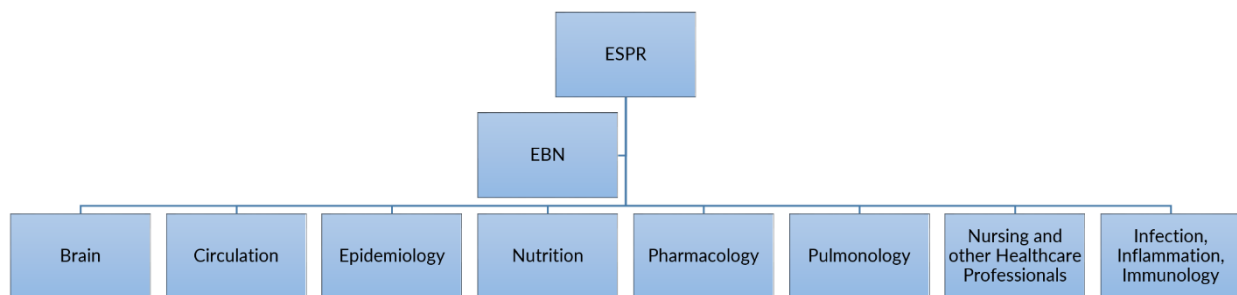 ESPR
EBN
Brain
Circulation
Epidemiology
Nutrition
Pharmacology
Pulmonology
Nursing and
other Healthcare
Professionals
Infection,
Inflammation,
Immunology